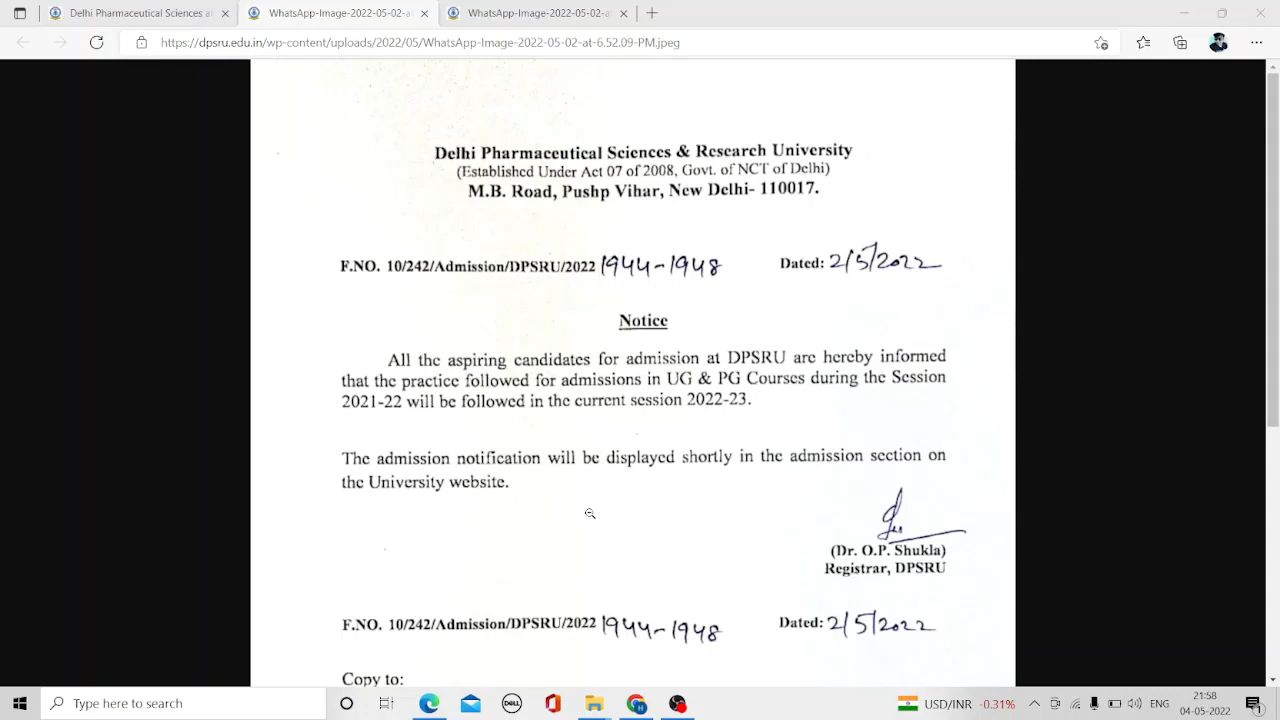 Delhi Pharmaceutical Sciences a
WhatsApp-Image-2022-05-02-at
WhatsApp-Image-2022-05-02-at
https://dpsru.edu.in/wp-content/uploads/2022/05/WhatsApp-Image-2022-05-02-at-6.52.09-PM.jpeg
Delhi Pharmaceutical Sciences & Research University
(Established Under Act 07 of 2008, Govt. of NCT of Delhi)
M.B. Road, Pushp Vihar, New Delhi- 110017.
F.NO. 10/242/Admission/DPSRU/2022 1944-1948 Dated: 2/5/2022
Notice
All the aspiring candidates for admission at DPSRU are hereby informed
that the practice followed for admissions in UG & PG Courses during the Session
2021-22 will be followed in the current session 2022-23.
The admission notification will be displayed shortly in the admission section on
the University website.
(Dr. O.P. Shukla)
Registrar, DPSRU
F.NO. 10/242/Admission/DPSRU/2022 1944-1948 Dated: 2/5/2022
Copy to:
Type here to search
DELL
USD/INR -0.31%
ENG
21:58
04-05-2022